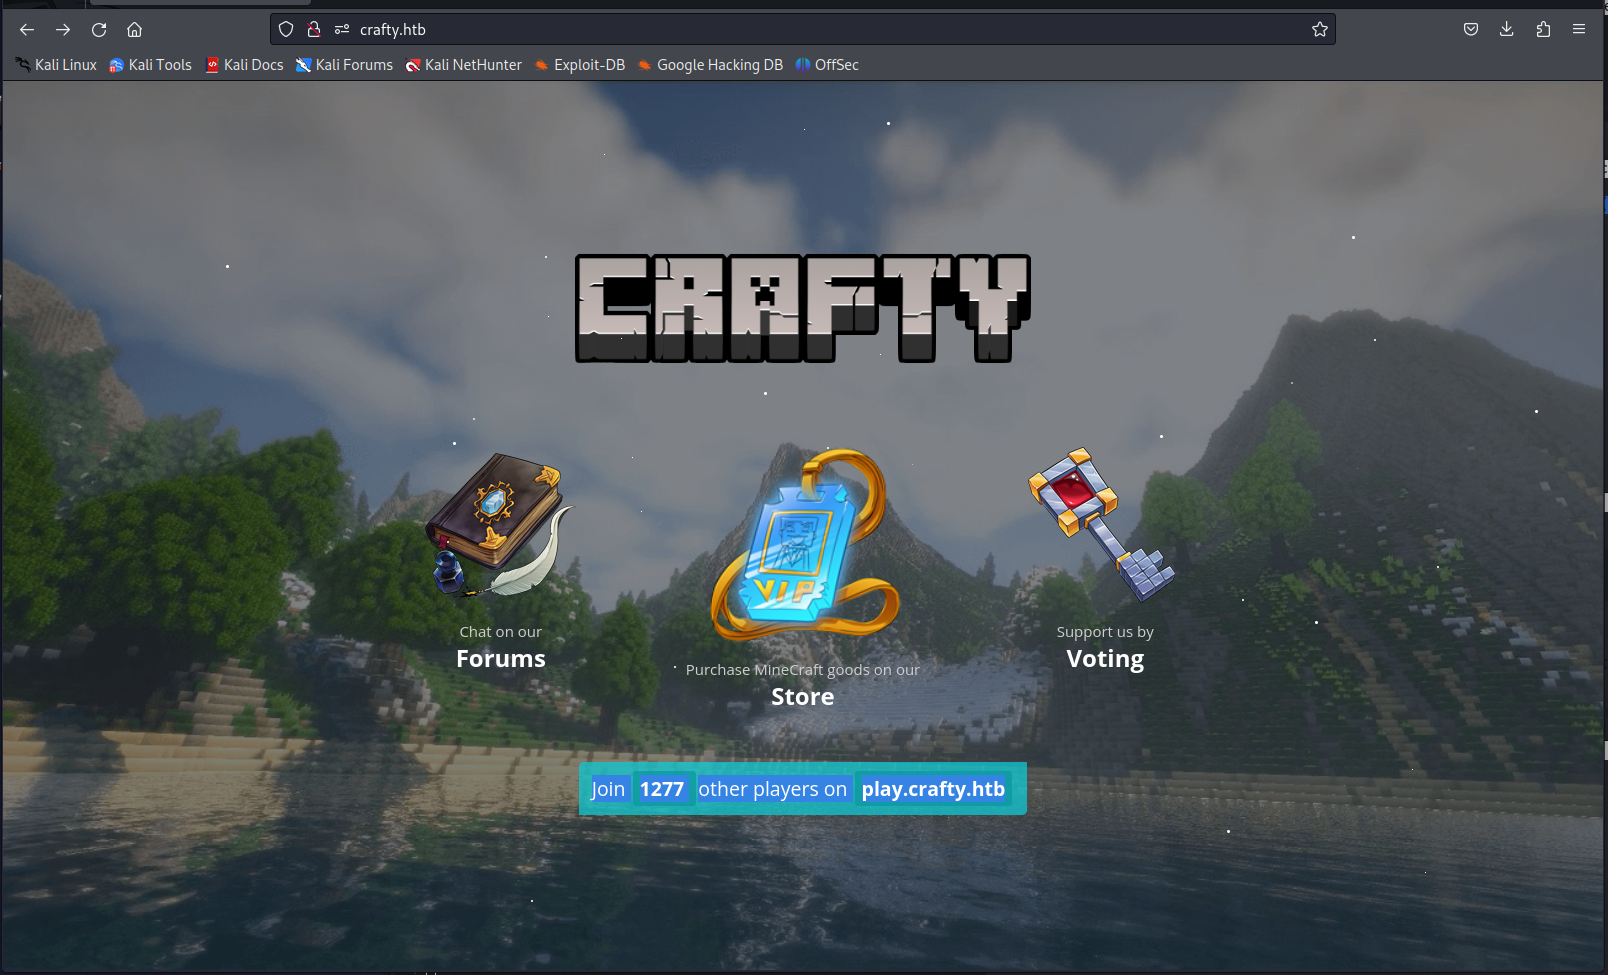 crafty.htb
Kali Linux Kali Tools Kali Docs Kali Forums Kali NetHunter Exploit-DB Google Hacking DB OffSec
CRAFTY
VIP
Chat on our
Forums
Purchase MineCraft goods on our
Store
Support us by
Voting
Join 1277 other players on play.crafty.htb